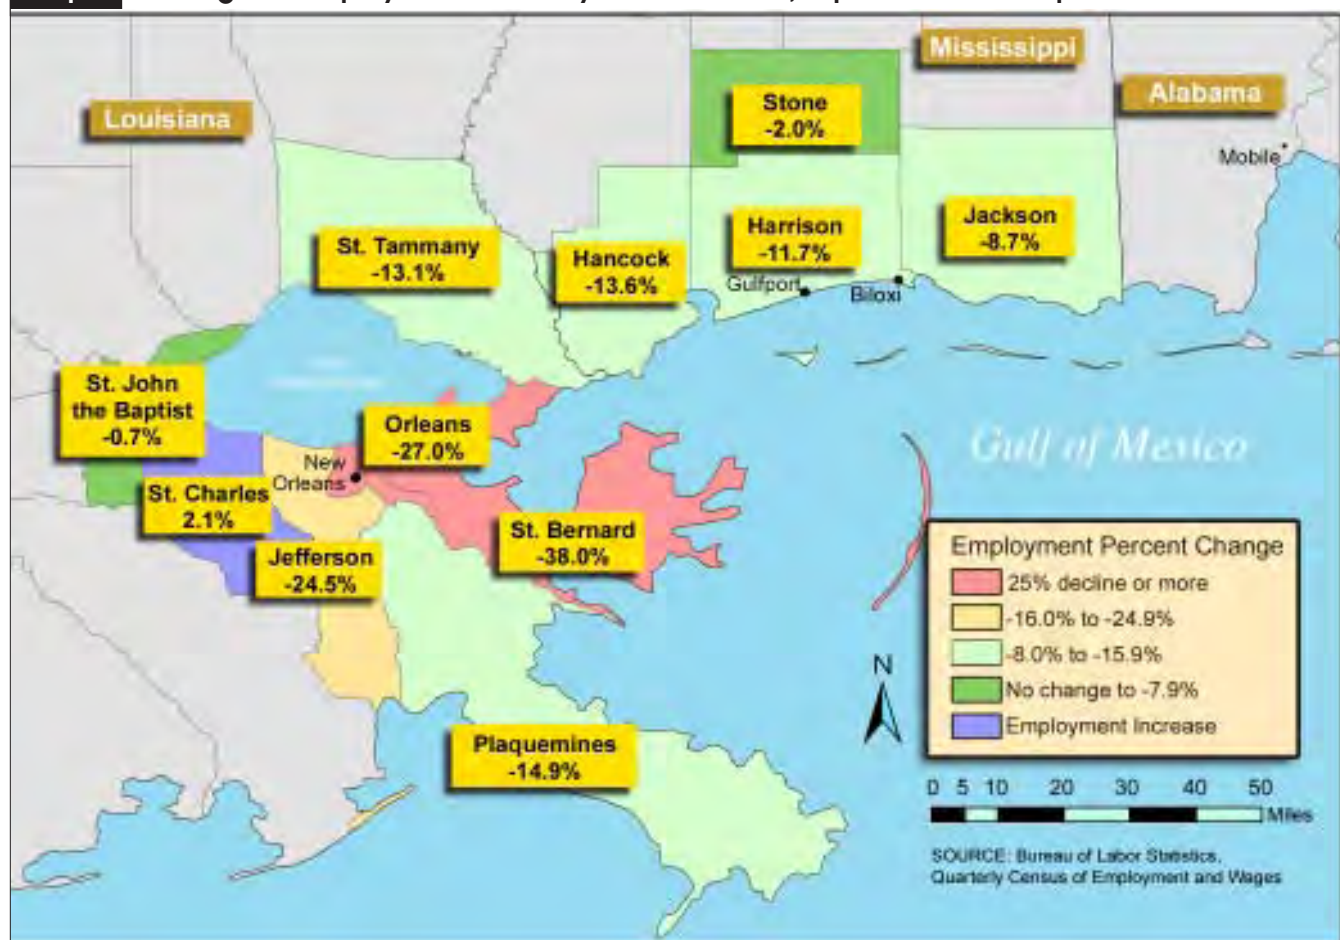 Mississippi
Alabama
Louisiana
Stone
-2.0%
Mobile
St. Tammany
-13.1%
Hancock
-13.6%
Harrison
-11.7%
Jackson
-8.7%
Gulfport
Biloxi
St. John
the Baptist
-0.7%
Orleans
-27.0%
New
Orleans
Gulf of Mexico
St. Charles
2.1%
St. Bernard
-38.0%
Jefferson
-24.5%
Plaquemines
-14.9%
Employment Percent Change
25% decline or more
-16.0% to -24.9%
-8.0% to -15.9%
No change to -7.9%
Employment Increase
N
0 5 10 20 30 40 50
Miles
SOURCE: Bureau of Labor Statistics,
Quarterly Census of Employment and Wages